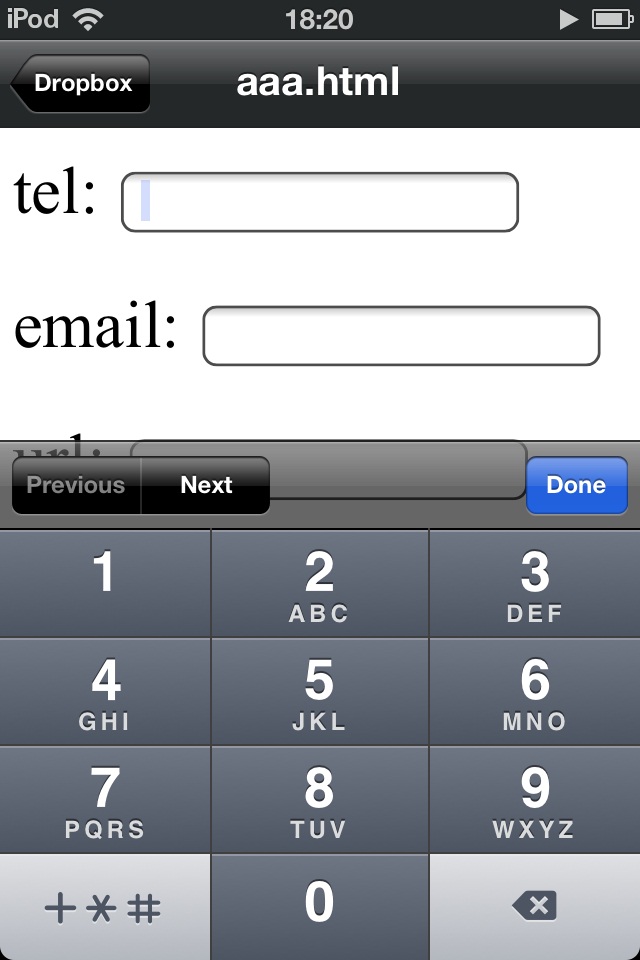 iPod 18:20
Dropbox aaa.html
tel:
email:
url:
Previous Next Done
1 2 3
ABC DEF
4 5 6
GHI JKL MNO
7 8 9
PQRS TUV WXYZ
+*# 0